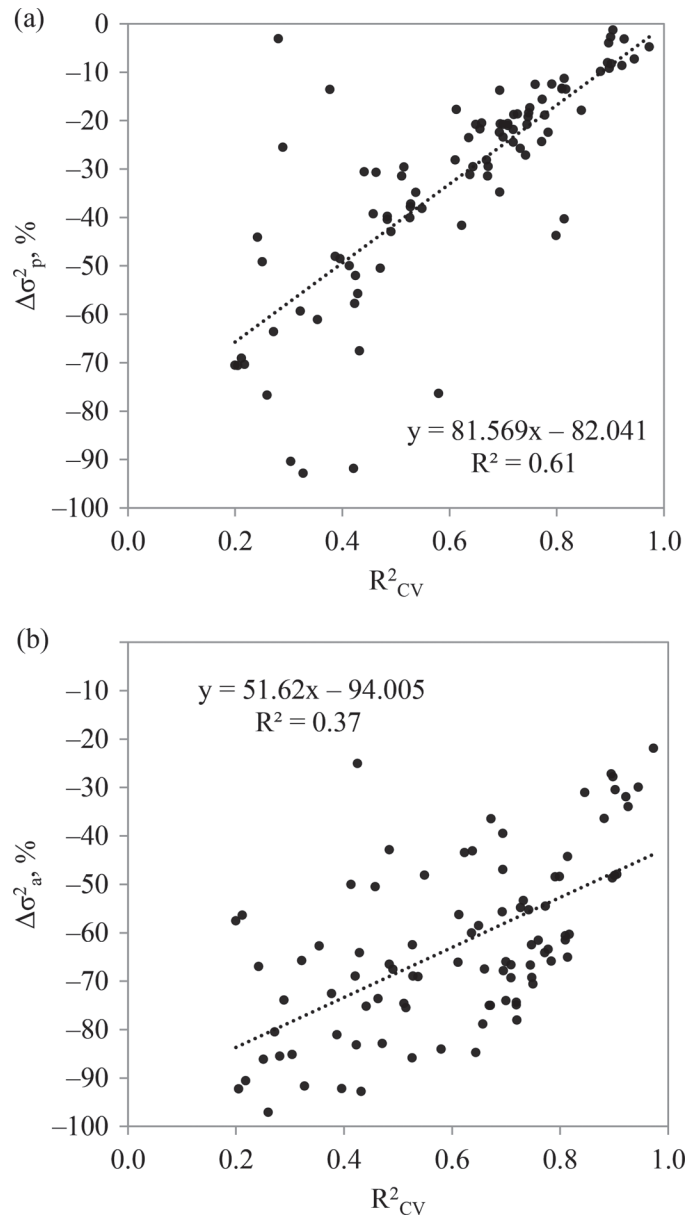 (a)
0
–10
–20
–30
–40
–50
–60
–70
–80
–90
–100
Δσ²p, %
y = 81.569x – 82.041
R² = 0.61
0.0 0.2 0.4 0.6 0.8 1.0
R²CV
(b)
–10
–20
–30
–40
–50
–60
–70
–80
–90
–100
Δσ²a, %
y = 51.62x – 94.005
R² = 0.37
0.0 0.2 0.4 0.6 0.8 1.0
R²CV